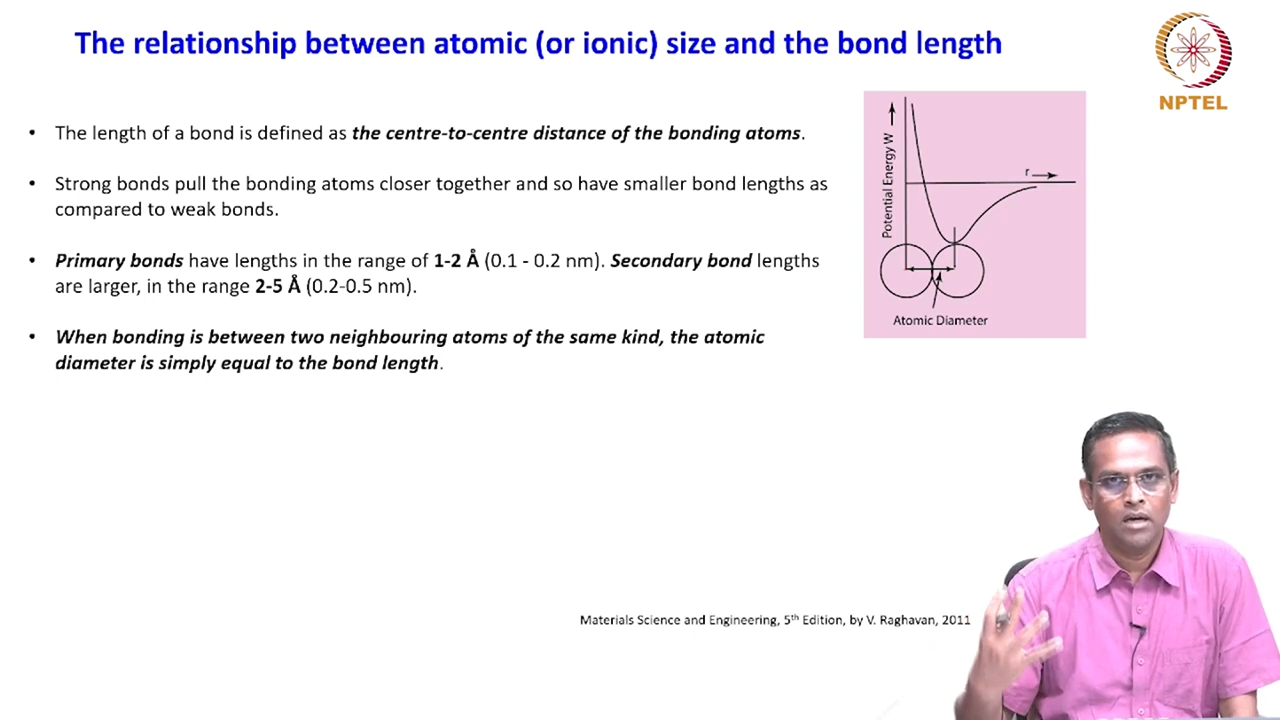 The relationship between atomic (or ionic) size and the bond length
NPTEL
• The length of a bond is defined as the centre-to-centre distance of the bonding atoms.
• Strong bonds pull the bonding atoms closer together and so have smaller bond lengths as
compared to weak bonds.
• Primary bonds have lengths in the range of 1-2 Å (0.1 - 0.2 nm). Secondary bond lengths
are larger, in the range 2-5 Å (0.2-0.5 nm).
• When bonding is between two neighbouring atoms of the same kind, the atomic
diameter is simply equal to the bond length.
Potential Energy W
r
Atomic Diameter
Materials Science and Engineering, 5th Edition, by V. Raghavan, 2011